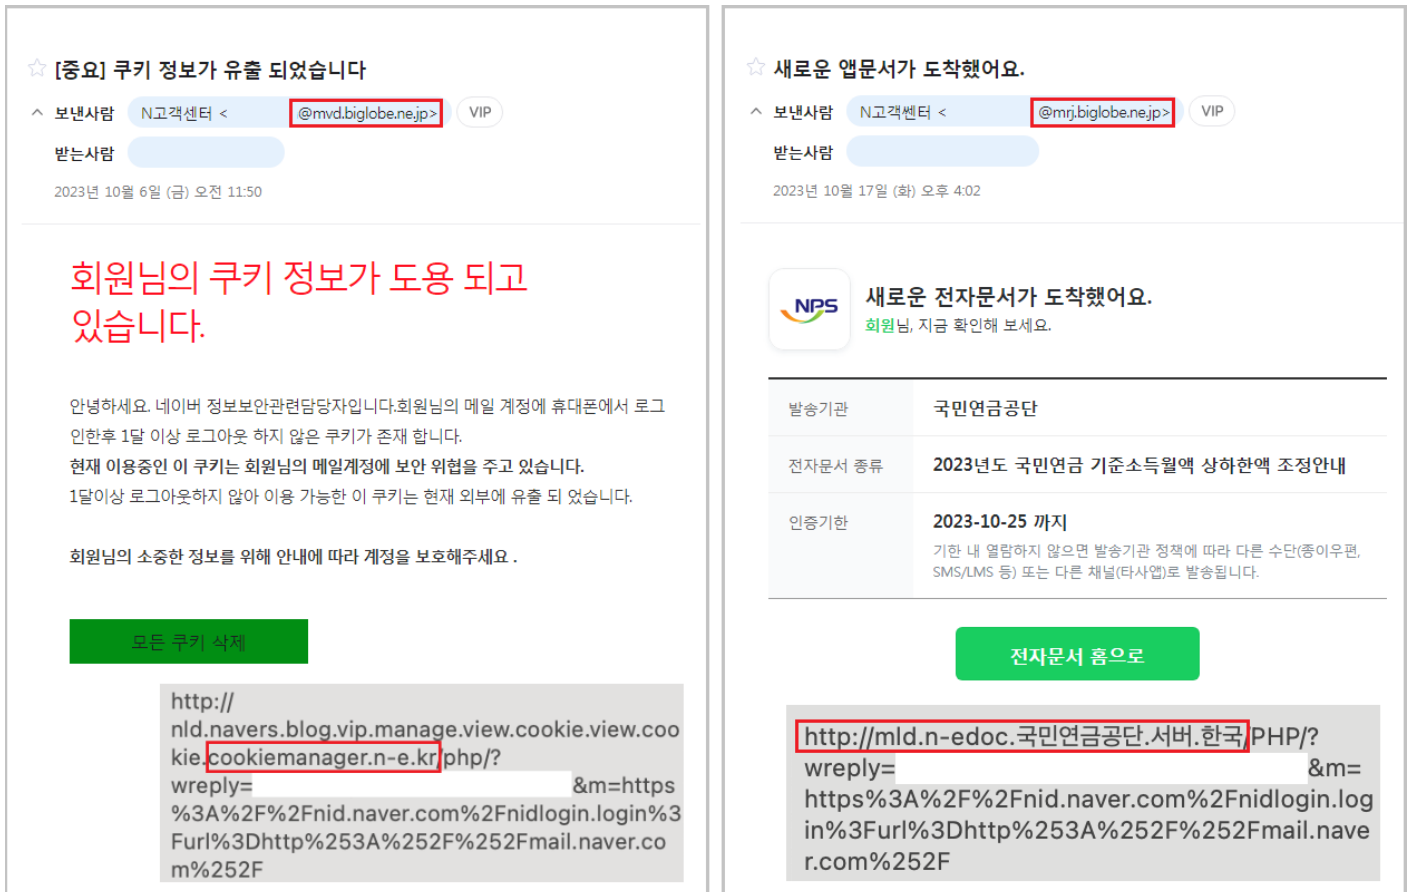 [중요] 쿠키 정보가 유출 되었습니다
보낸사람 N고객센터 < @mvd.biglobe.ne.jp> VIP
받는사람
2023년 10월 6일 (금) 오전 11:50
회원님의 쿠키 정보가 도용 되고
있습니다.
안녕하세요. 네이버 정보보안관련담당자입니다.회원님의 메일 계정에 휴대폰에서 로그
인한후 1달 이상 로그아웃 하지 않은 쿠키가 존재 합니다.
현재 이용중인 이 쿠키는 회원님의 메일계정에 보안 위협을 주고 있습니다.
1달이상 로그아웃하지 않아 이용 가능한 이 쿠키는 현재 외부에 유출 되 었습니다.
회원님의 소중한 정보를 위해 안내에 따라 계정을 보호해주세요 .
모든 쿠키 삭제
http://
nld.navers.blog.vip.manage.view.cookie.view.coo
kie.cookiemanager.n-e.kr/php/?
wreply= &m=https
%3A%2F%2Fnid.naver.com%2Fnidlogin.login%3
Furl%3Dhttp%253A%252F%252Fmail.naver.co
m%252F
새로운 앱문서가 도착했어요.
보낸사람 N고객쎈터 < @mrj.biglobe.ne.jp> VIP
받는사람
2023년 10월 17일 (화) 오후 4:02
NPS
새로운 전자문서가 도착했어요.
회원님, 지금 확인해 보세요.
발송기관 국민연금공단
전자문서 종류 2023년도 국민연금 기준소득월액 상하한액 조정안내
인증기한 2023-10-25 까지
기한 내 열람하지 않으면 발송기관 정책에 따라 다른 수단(종이우편,
SMS/LMS 등) 또는 다른 채널(타사앱)로 발송됩니다.
전자문서 홈으로
http://mld.n-edoc.국민연금공단.서버.한국/PHP/?
wreply= &m=
https%3A%2F%2Fnid.naver.com%2Fnidlogin.log
in%3Furl%3Dhttp%253A%252F%252Fmail.nave
r.com%252F